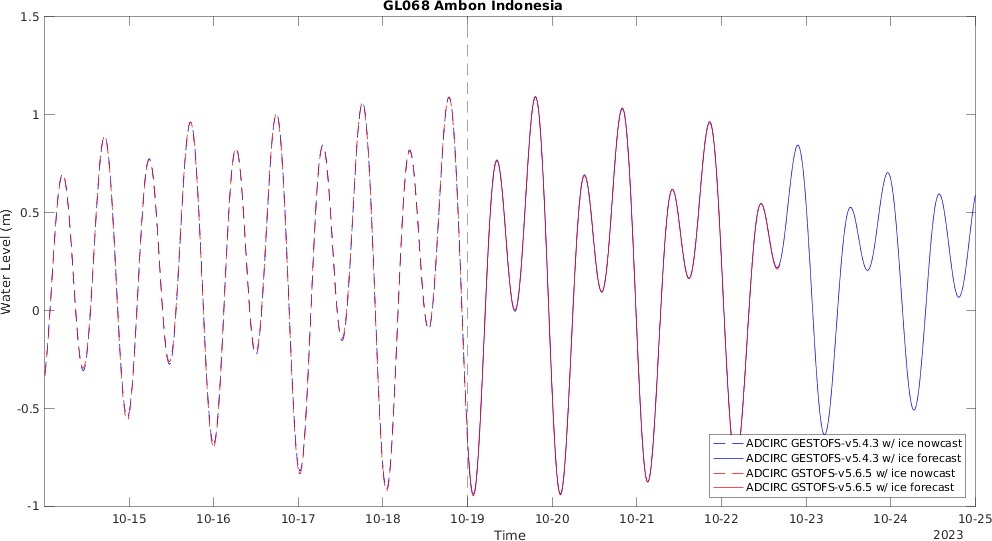 GL068 Ambon Indonesia
1.5
1
0.5
0
-0.5
-1
Water Level (m)
10-15 10-16 10-17 10-18 10-19 10-20 10-21 10-22 10-23 10-24 10-25
Time
2023
ADCIRC GESTOFS-v5.4.3 w/ ice nowcast
ADCIRC GESTOFS-v5.4.3 w/ ice forecast
ADCIRC GSTOFS-v5.6.5 w/ ice nowcast
ADCIRC GSTOFS-v5.6.5 w/ ice forecast